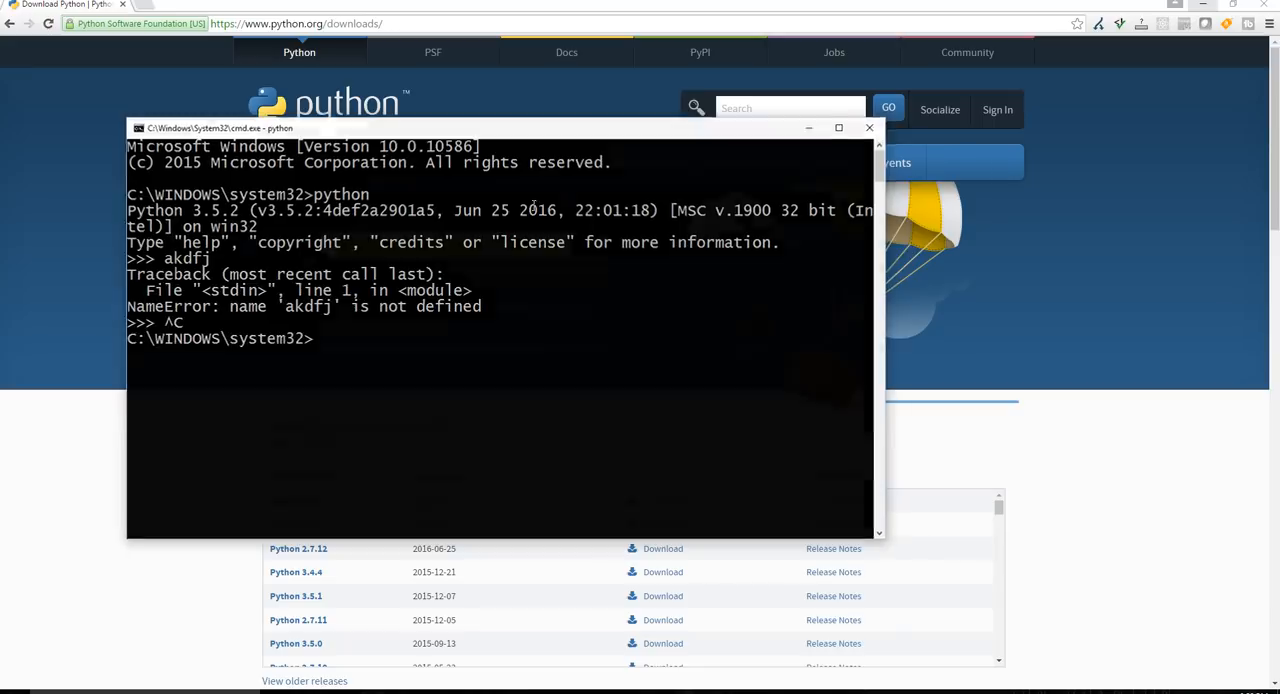 Download Python | Pytho
Python Software Foundation [US]
https://www.python.org/downloads/
Python
PSF
Docs
PyPI
Jobs
Community
python™
Search
GO
Socialize
Sign In
C:\Windows\System32\cmd.exe - python
Microsoft Windows [Version 10.0.10586]
(c) 2015 Microsoft Corporation. All rights reserved.
vents
C:\WINDOWS\system32>python
Python 3.5.2 (v3.5.2:4def2a2901a5, Jun 25 2016, 22:01:18) [MSC v.1900 32 bit (In
tel)] on win32
Type "help", "copyright", "credits" or "license" for more information.
>>> akdfj
Traceback (most recent call last):
File "<stdin>", line 1, in <module>
NameError: name 'akdfj' is not defined
>>> ^C
C:\WINDOWS\system32>
Python 2.7.12 2016-06-25 Download Release Notes
Python 3.4.4 2015-12-21 Download Release Notes
Python 3.5.1 2015-12-07 Download Release Notes
Python 2.7.11 2015-12-05 Download Release Notes
Python 3.5.0 2015-09-13 Download Release Notes
View older releases